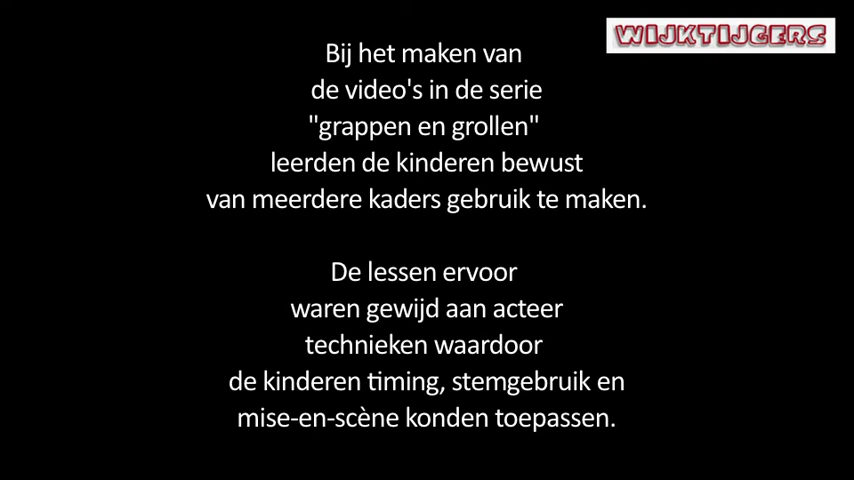 WIJKTIJGERS
Bij het maken van
de video's in de serie
"grappen en grollen"
leerden de kinderen bewust
van meerdere kaders gebruik te maken.
De lessen ervoor
waren gewijd aan acteer
technieken waardoor
de kinderen timing, stemgebruik en
mise-en-scène konden toepassen.